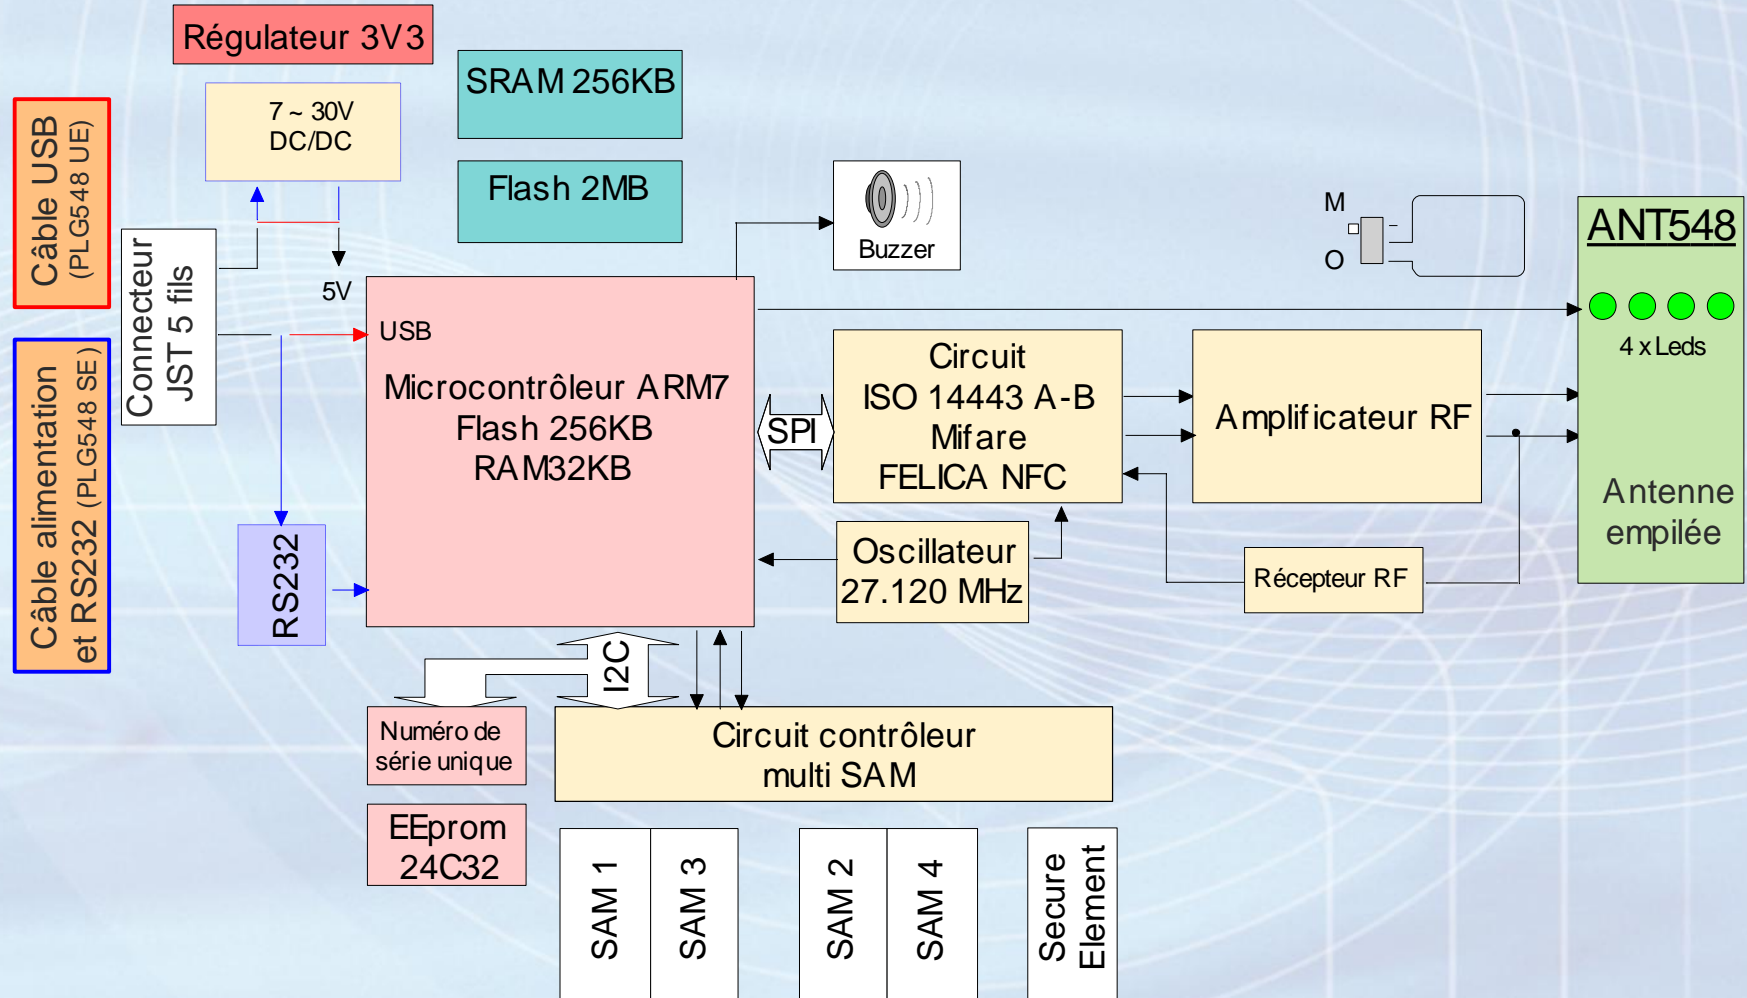 Régulateur 3V3
7 ~ 30V
DC/DC
SRAM 256KB
Flash 2MB
Câble USB
(PLG548 UE)
Câble alimentation
et RS232 (PLG548 SE )
Connecteur
JST 5 fils
5V
USB
Microcontrôleur ARM7
Flash 256KB
RAM32KB
RS232
Buzzer
M
O
ANT548
4 x Leds
Antenne
empilée
SPI
Circuit
ISO 14443 A-B
Mifare
FELICA NFC
Amplificateur RF
Oscillateur
27.120 MHz
Récepteur RF
I2C
Numéro de
série unique
EEprom
24C32
Circuit contrôleur
multi SAM
SAM 1
SAM 3
SAM 2
SAM 4
Secure
Element